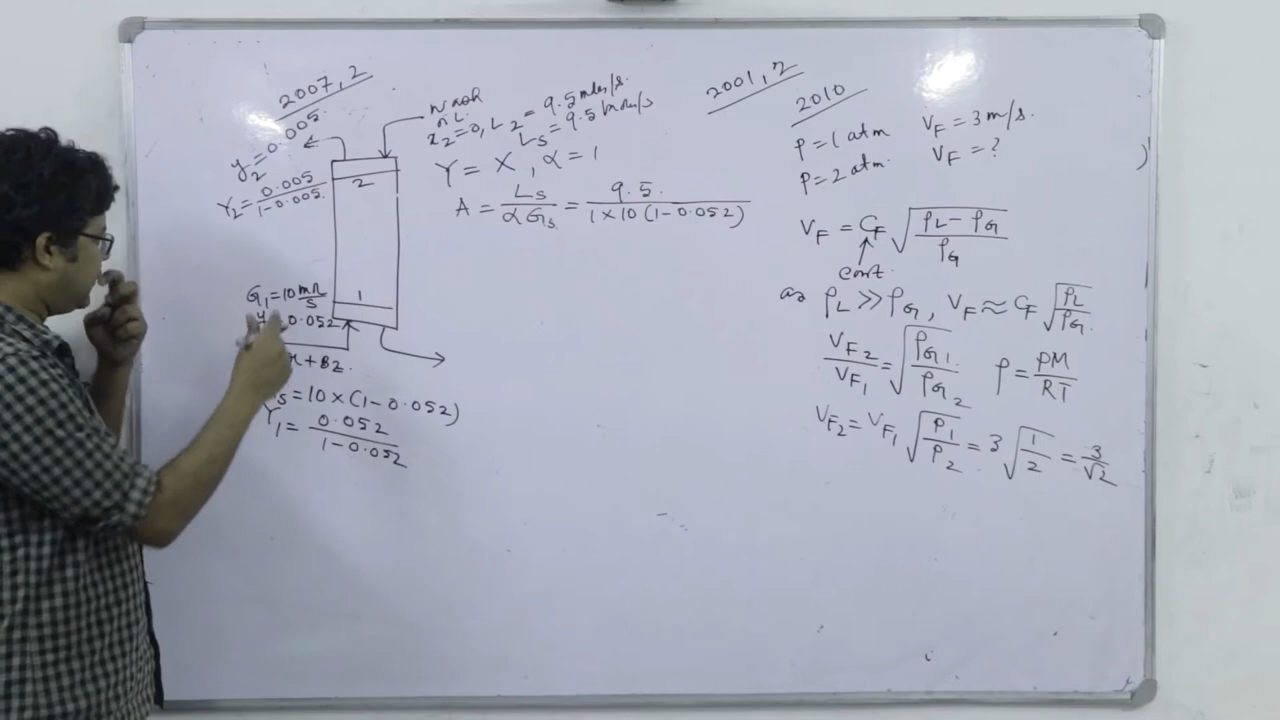 2007, 2
y2 = 0.005.
Y2 = 0.005 / 1-0.005.
2
x2=0, L2 = 9.5 moles/s.
Ls = 9.5 moles/s
Y = X, α = 1
A = Ls / αGs = 9.5. / 1×10(1-0.052)
1
G1=10
0.052
+ Bz.
s = 10×(1-0.052)
Y1 = 0.052 / 1-0.052
2001, 2
2010
P = 1 atm VF = 3 m/s.
P = 2 atm. VF = ?
VF = CF √(ρL - ρG / ρG)
const.
as ρL >> ρG, VF ≈ CF √(ρL / ρG.)
VF2 / VF1 = √(ρG1. / ρG2) ρ = PM / RT
VF2 = VF1 √(P1 / P2) = 3 √(1 / 2) = 3 / √2